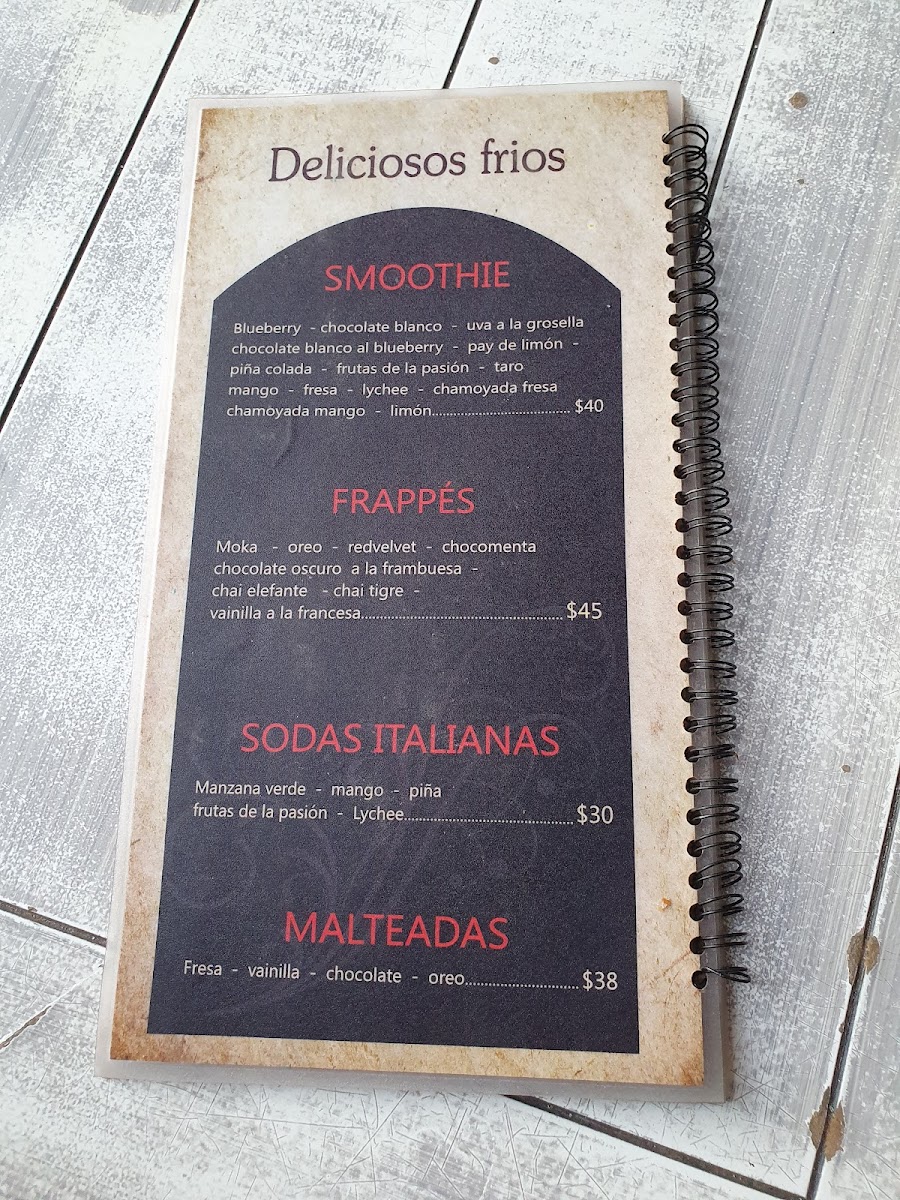 Deliciosos frios
SMOOTHIE
Blueberry - chocolate blanco - uva a la grosella
chocolate blanco al blueberry - pay de limón -
piña colada - frutas de la pasión - taro
mango - fresa - lychee - chamoyada fresa
chamoyada mango - limón.................................. $40
FRAPPÉS
Moka - oreo - redvelvet - chocomenta
chocolate oscuro a la frambuesa -
chai elefante - chai tigre -
vainilla a la francesa.................................................. $45
SODAS ITALIANAS
Manzana verde - mango - piña
frutas de la pasión - Lychee.......................................... $30
MALTEADAS
Fresa - vainilla - chocolate - oreo............................ $38